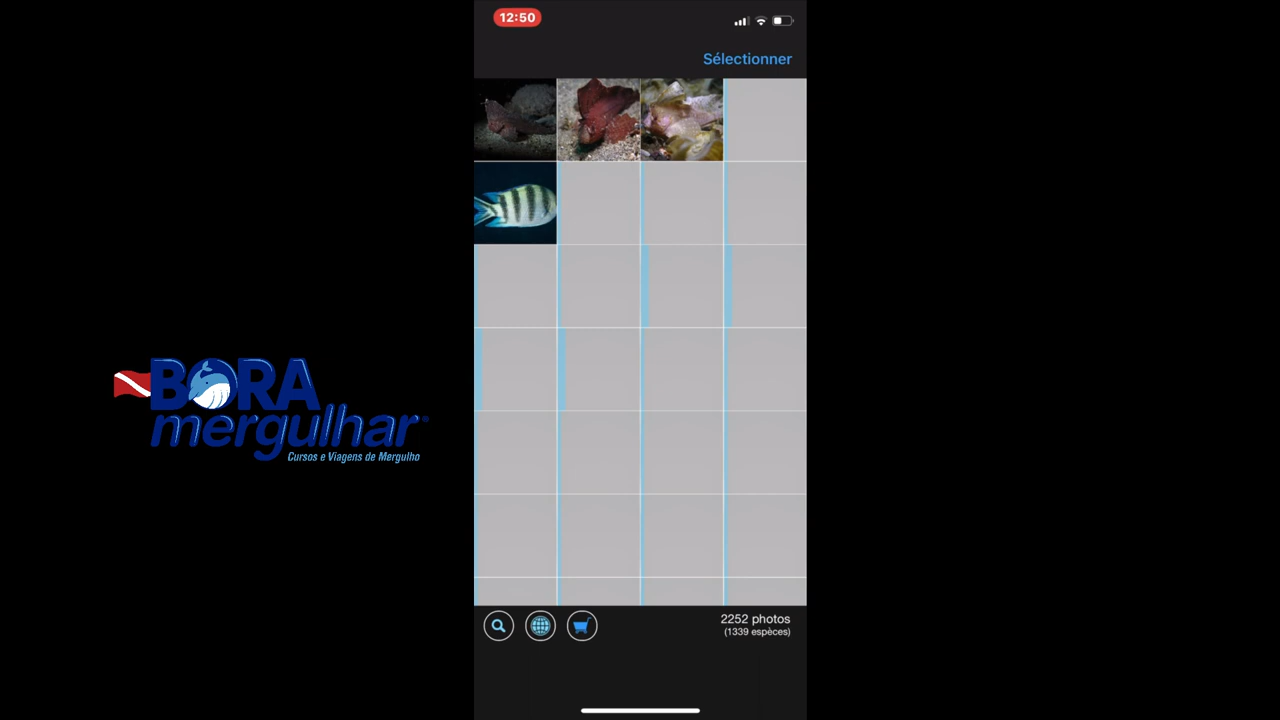 12:50
Sélectionner
BORA
mergulhar
Cursos e Viagens de Mergulho
2252 photos
(1339 espèces)